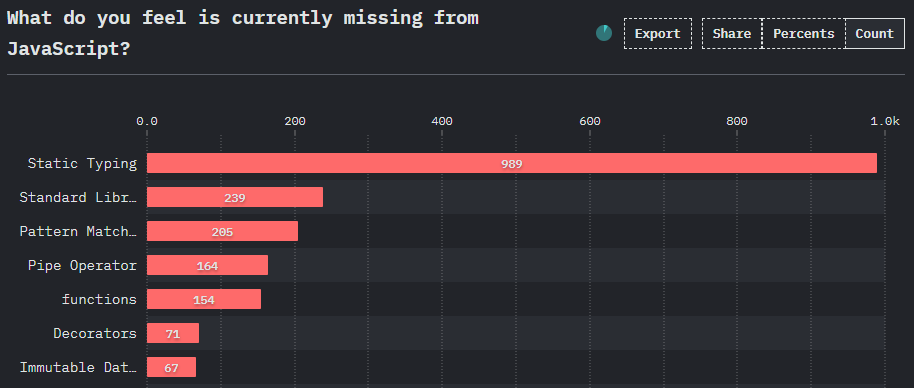 What do you feel is currently missing from
JavaScript?
Export Share Percents Count
0.0 200 400 600 800 1.0k
Static Typing 989
Standard Libr… 239
Pattern Match… 205
Pipe Operator 164
functions 154
Decorators 71
Immutable Dat… 67